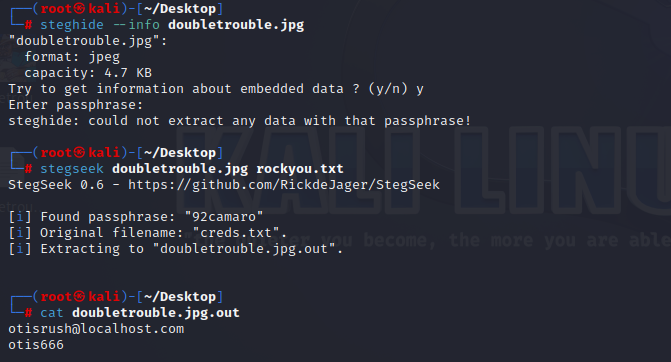 ┌──(root㉿kali)-[~/Desktop]
└─# steghide --info doubletrouble.jpg
"doubletrouble.jpg":
  format: jpeg
  capacity: 4.7 KB
Try to get information about embedded data ? (y/n) y
Enter passphrase:
steghide: could not extract any data with that passphrase!
┌──(root㉿kali)-[~/Desktop]
└─# stegseek doubletrouble.jpg rockyou.txt
StegSeek 0.6 - https://github.com/RickdeJager/StegSeek
[i] Found passphrase: "92camaro"
[i] Original filename: "creds.txt".
[i] Extracting to "doubletrouble.jpg.out".
┌──(root㉿kali)-[~/Desktop]
└─# cat doubletrouble.jpg.out
otisrush@localhost.com
otis666
KALI LINU
you become, the more you are able